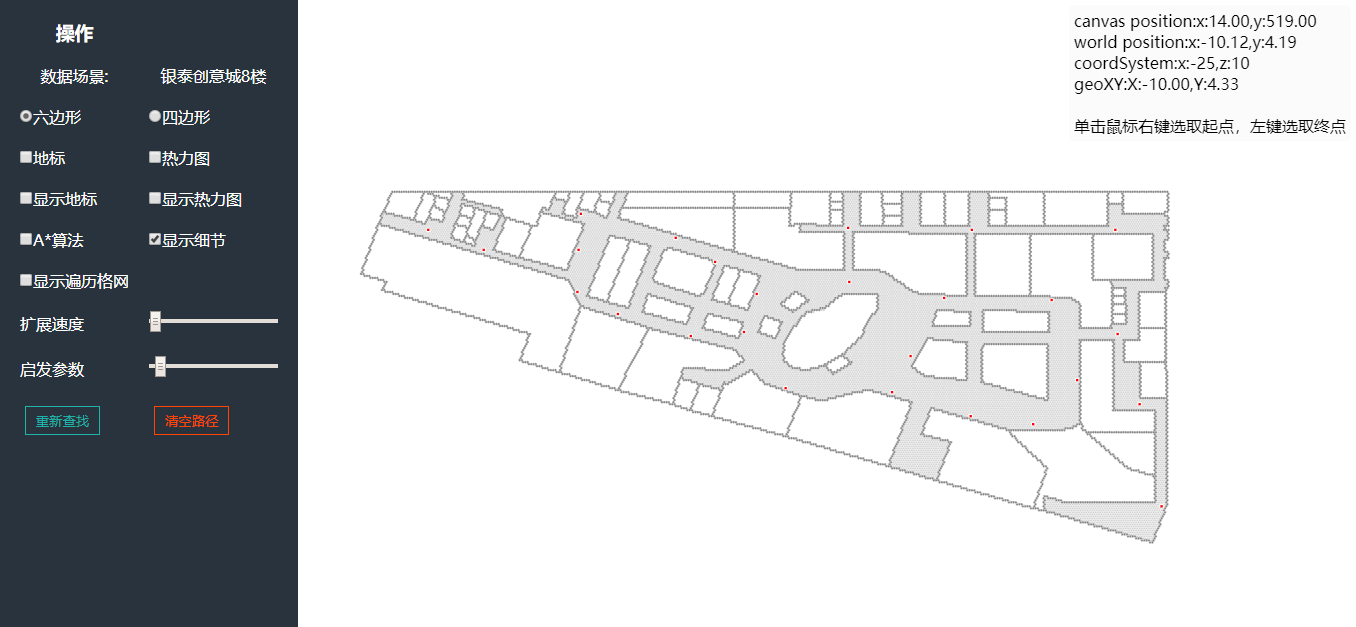 操作
数据场景: 银泰创意城8楼
六边形 四边形
地标 热力图
显示地标 显示热力图
A*算法 显示细节
显示遍历格网
扩展速度
启发参数
重新查找 清空路径
canvas position:x:14.00,y:519.00
world position:x:-10.12,y:4.19
coordSystem:x:-25,z:10
geoXY:X:-10.00,Y:4.33
单击鼠标右键选取起点，左键选取终点